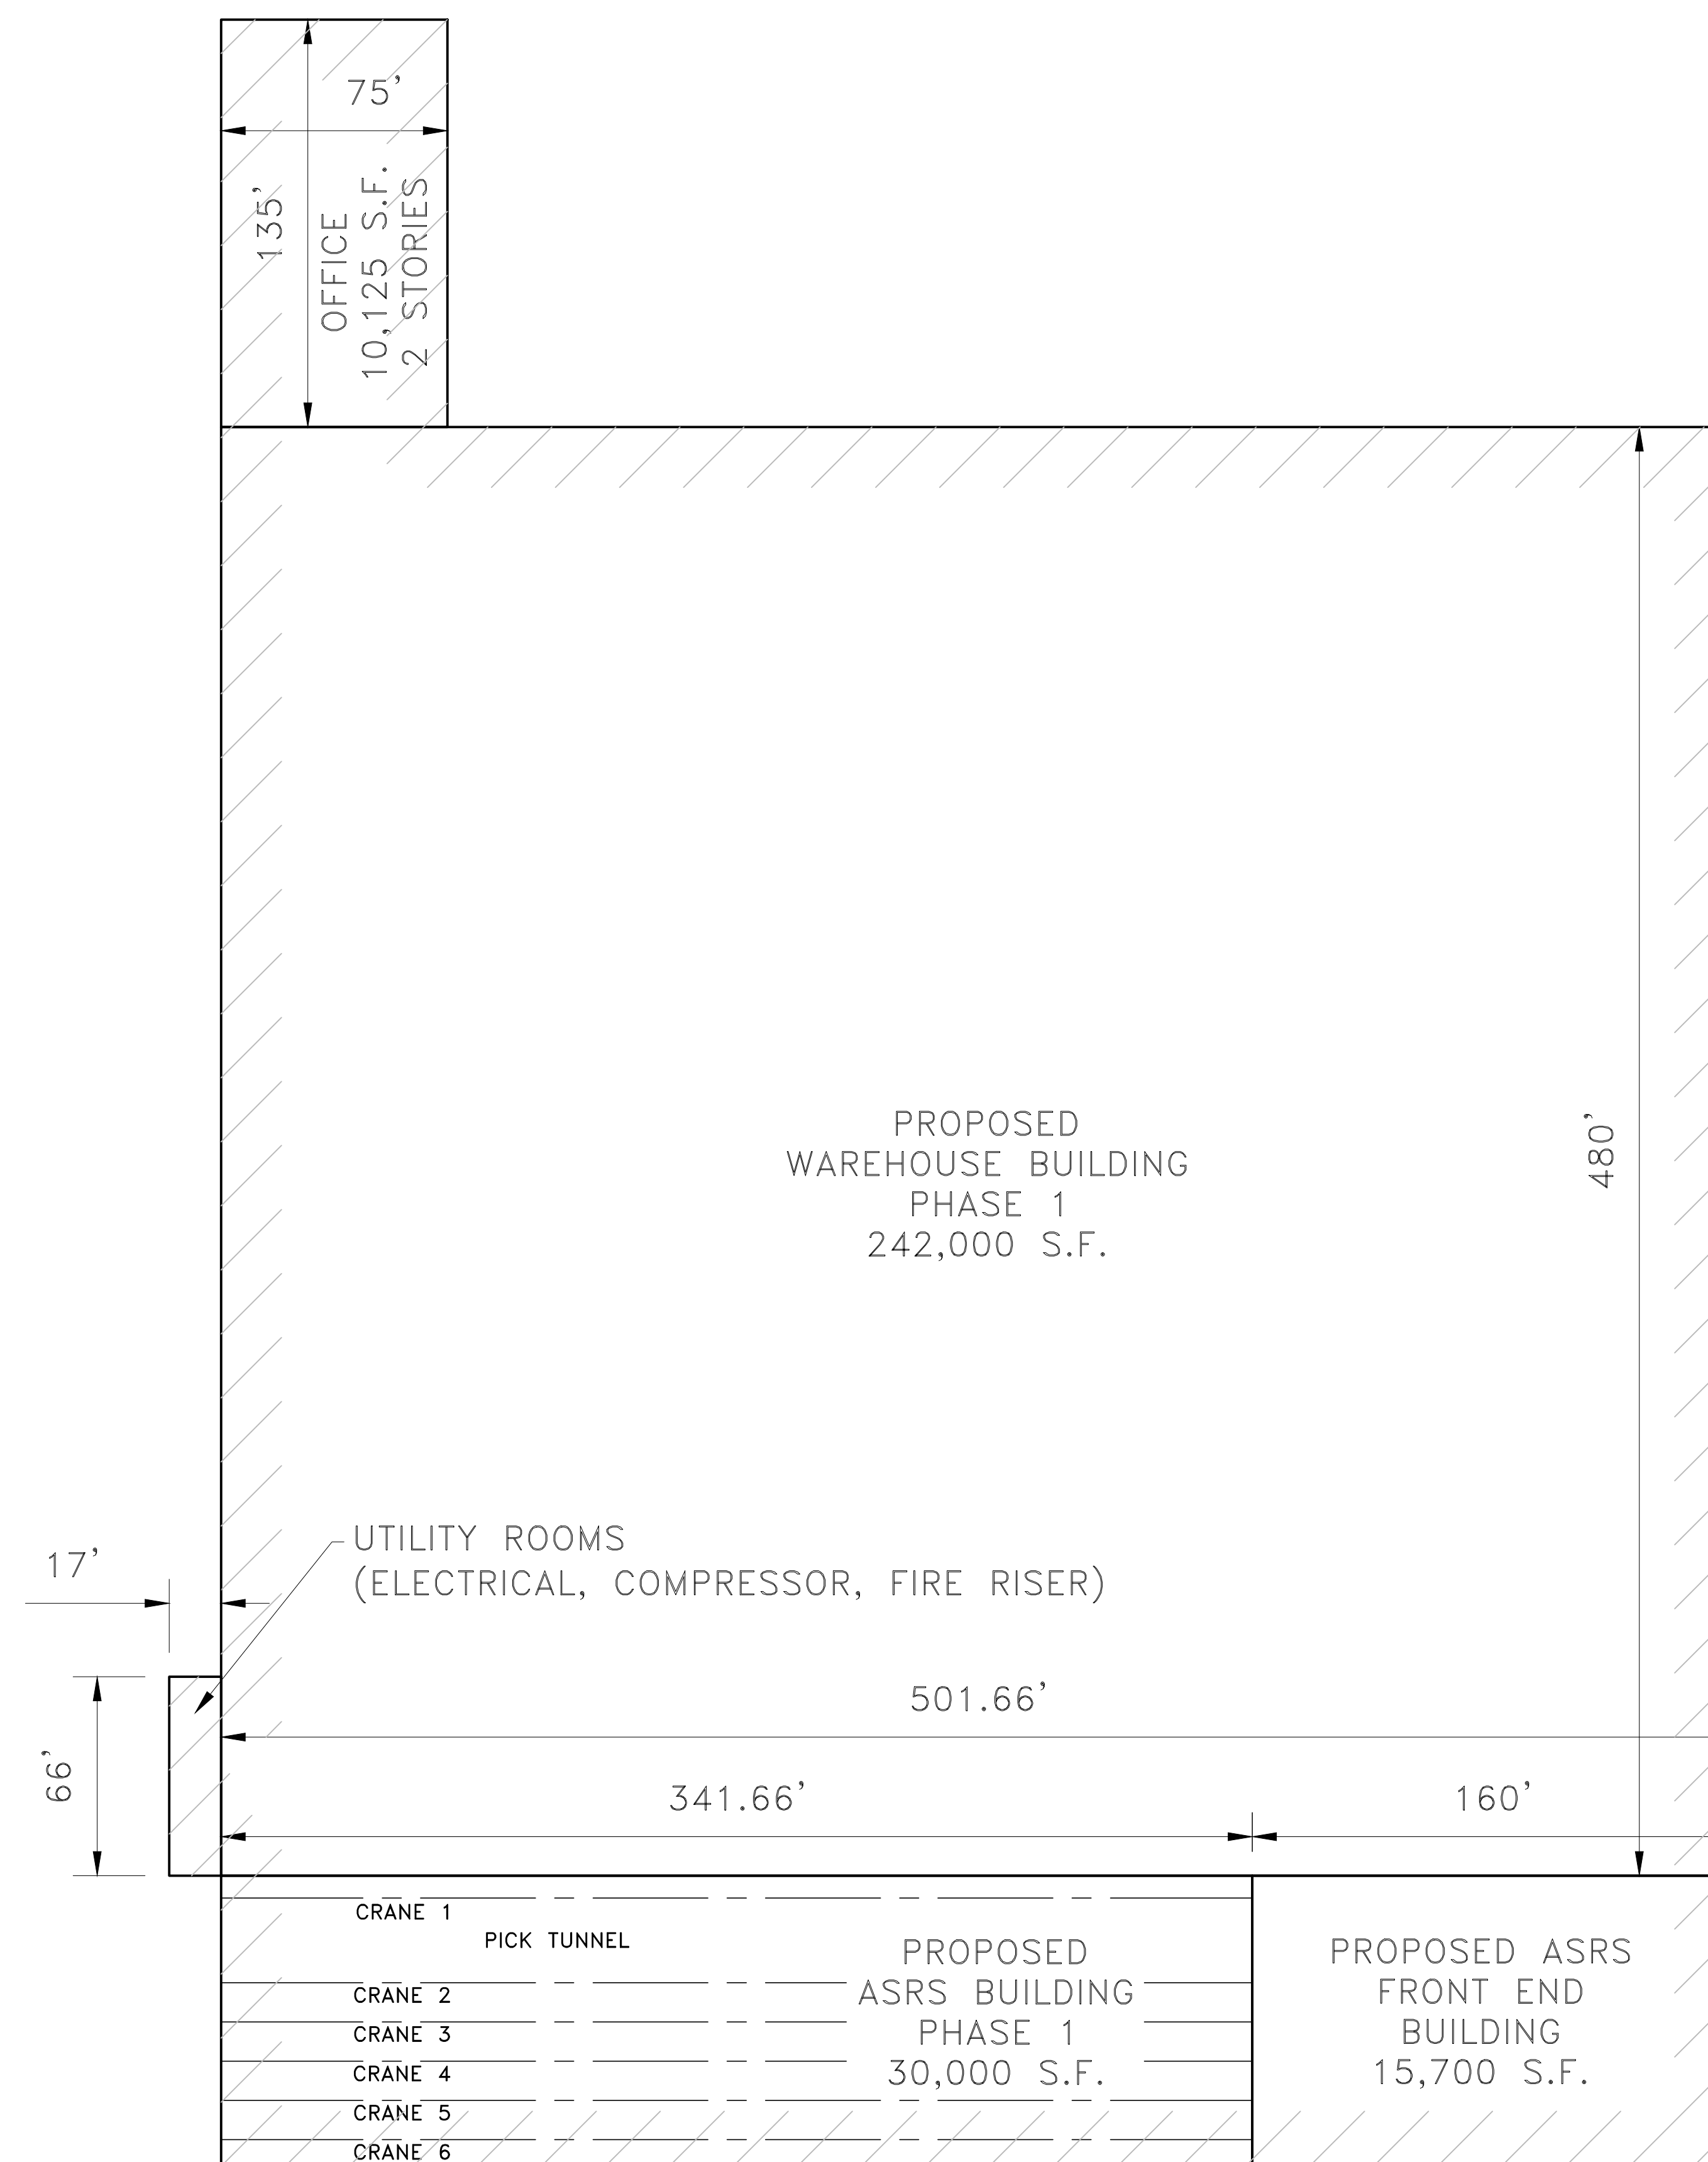 75’
135’
OFFICE
10,125 S.F.
2 STORIES
PROPOSED
WAREHOUSE BUILDING
PHASE 1
242,000 S.F.
480’
UTILITY ROOMS
(ELECTRICAL, COMPRESSOR, FIRE RISER)
17’
66’
501.66’
341.66’
160’
CRANE 1
PICK TUNNEL
CRANE 2
CRANE 3
CRANE 4
CRANE 5
CRANE 6
PROPOSED
ASRS BUILDING
PHASE 1
30,000 S.F.
PROPOSED ASRS
FRONT END
BUILDING
15,700 S.F.